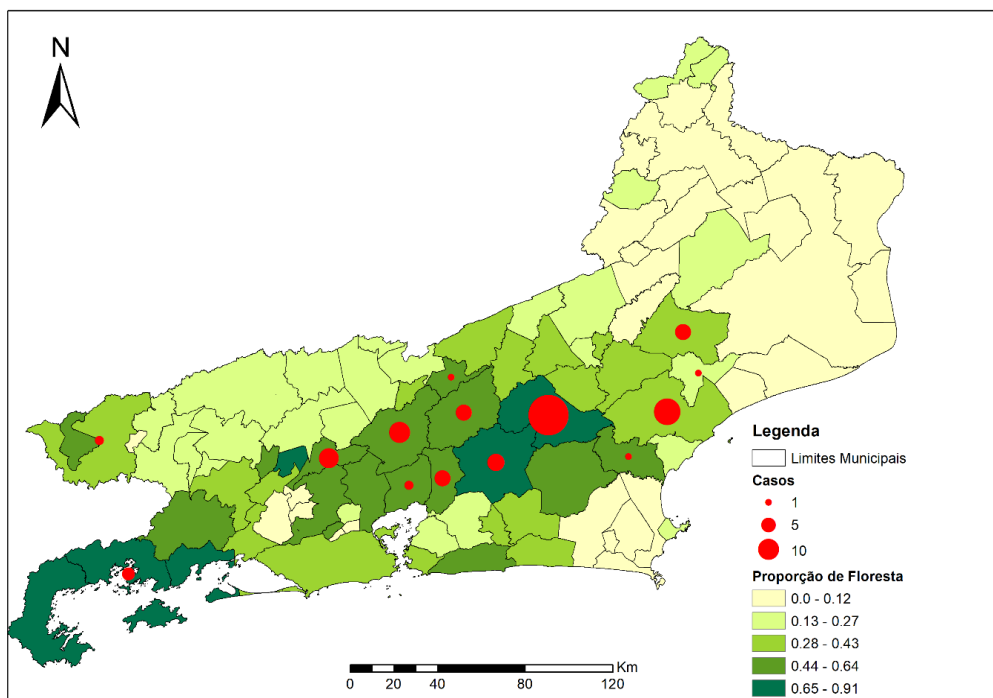 N
Legenda
Limites Municipais
Casos
1
5
10
Proporção de Floresta
0.0 - 0.12
0.13 - 0.27
0.28 - 0.43
0.44 - 0.64
0.65 - 0.91
Km
0 20 40 80 120